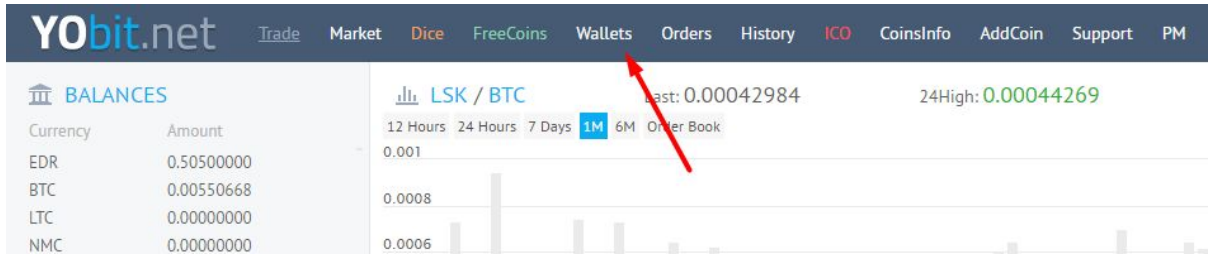 YObit.net Trade Market Dice FreeCoins Wallets Orders History ICO CoinsInfo AddCoin Support PM
BALANCES
Currency Amount
EDR 0.50500000
BTC 0.00550668
LTC 0.00000000
NMC 0.00000000
LSK / BTC Last: 0.00042984 24High: 0.00044269
12 Hours 24 Hours 7 Days 1M 6M Order Book
0.001
0.0008
0.0006